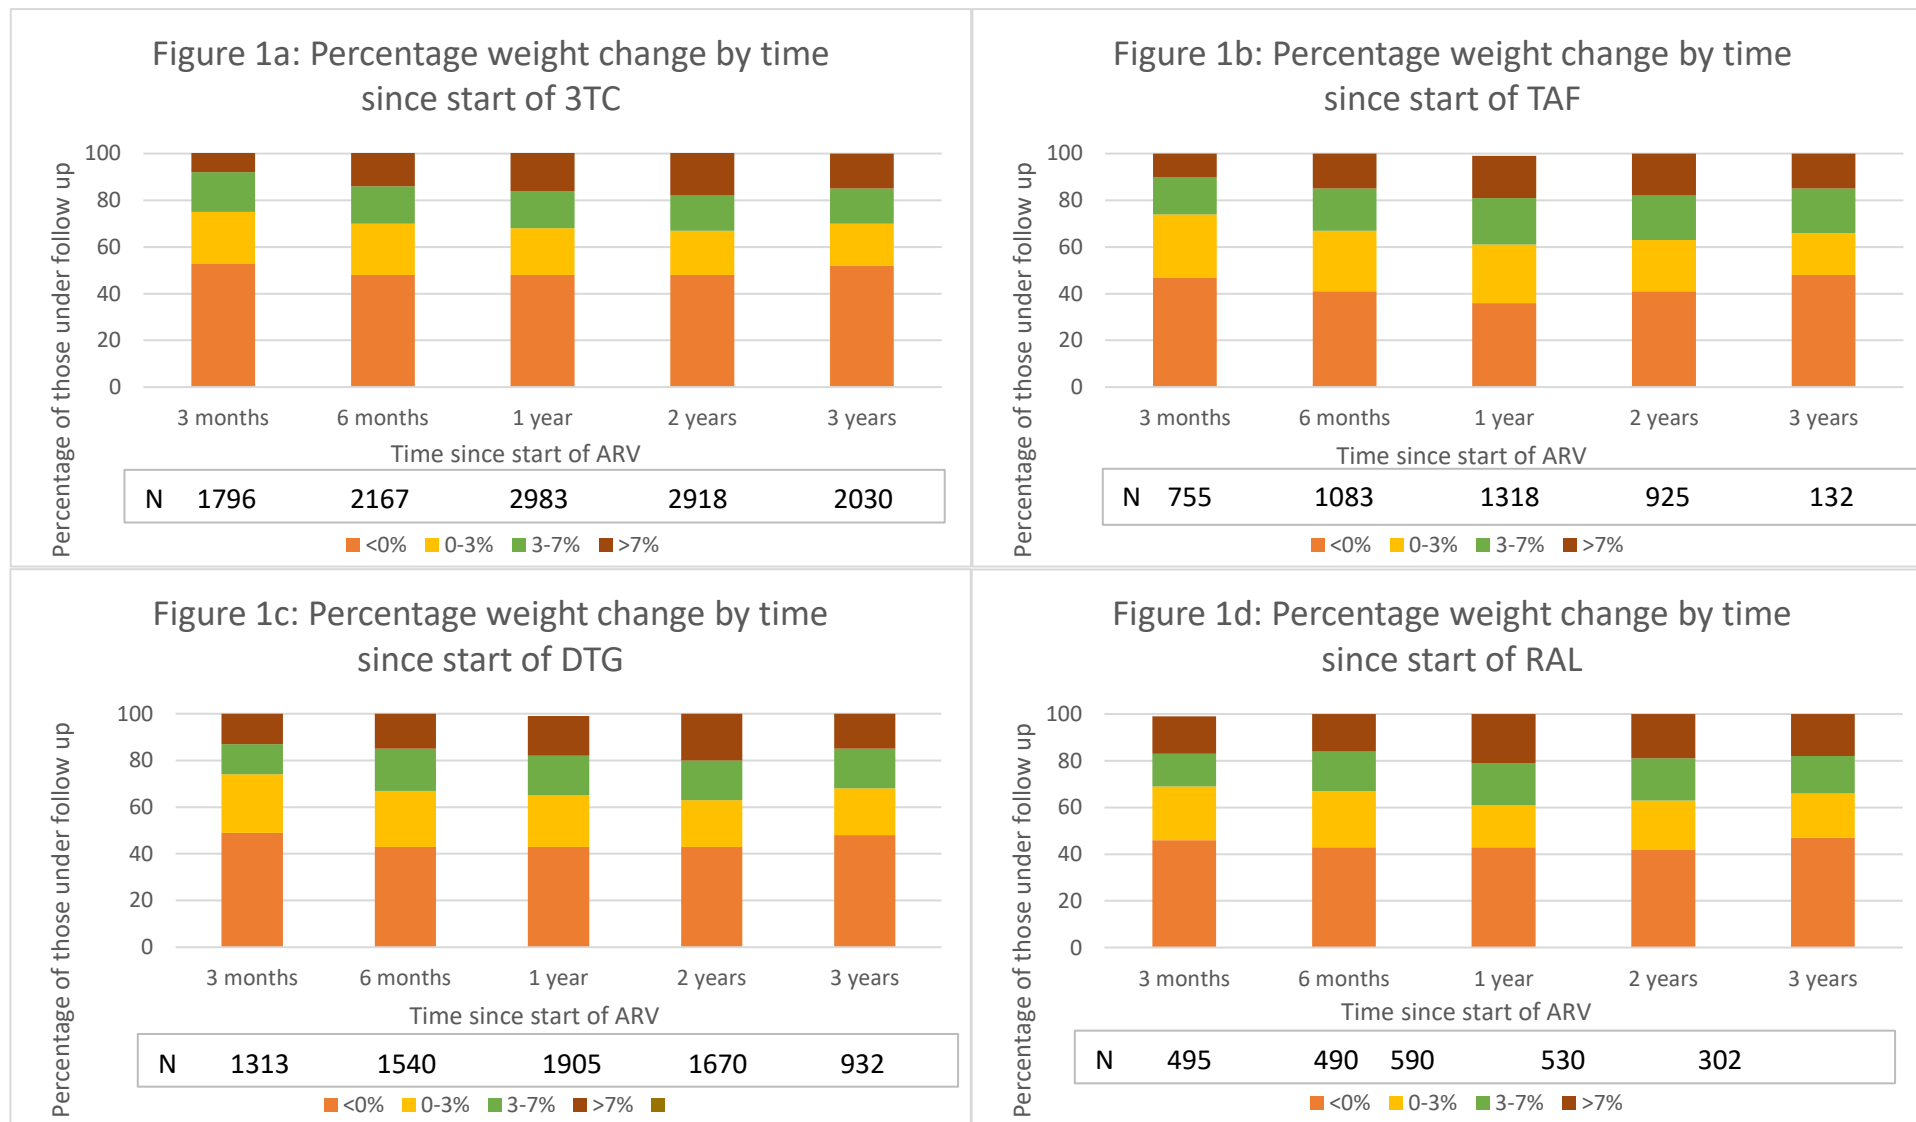 Figure 1a: Percentage weight change by time
since start of 3TC
Percentage of those under follow up
100
80
60
40
20
0
3 months 6 months 1 year 2 years 3 years
Time since start of ARV
N 1796 2167 2983 2918 2030
<0% 0-3% 3-7% >7%
Figure 1b: Percentage weight change by time
since start of TAF
Percentage of those under follow up
100
80
60
40
20
0
3 months 6 months 1 year 2 years 3 years
Time since start of ARV
N 755 1083 1318 925 132
<0% 0-3% 3-7% >7%
Figure 1c: Percentage weight change by time
since start of DTG
Percentage of those under follow up
100
80
60
40
20
0
3 months 6 months 1 year 2 years 3 years
Time since start of ARV
N 1313 1540 1905 1670 932
<0% 0-3% 3-7% >7%
Figure 1d: Percentage weight change by time
since start of RAL
Percentage of those under follow up
100
80
60
40
20
0
3 months 6 months 1 year 2 years 3 years
Time since start of ARV
N 495 490 590 530 302
<0% 0-3% 3-7% >7%